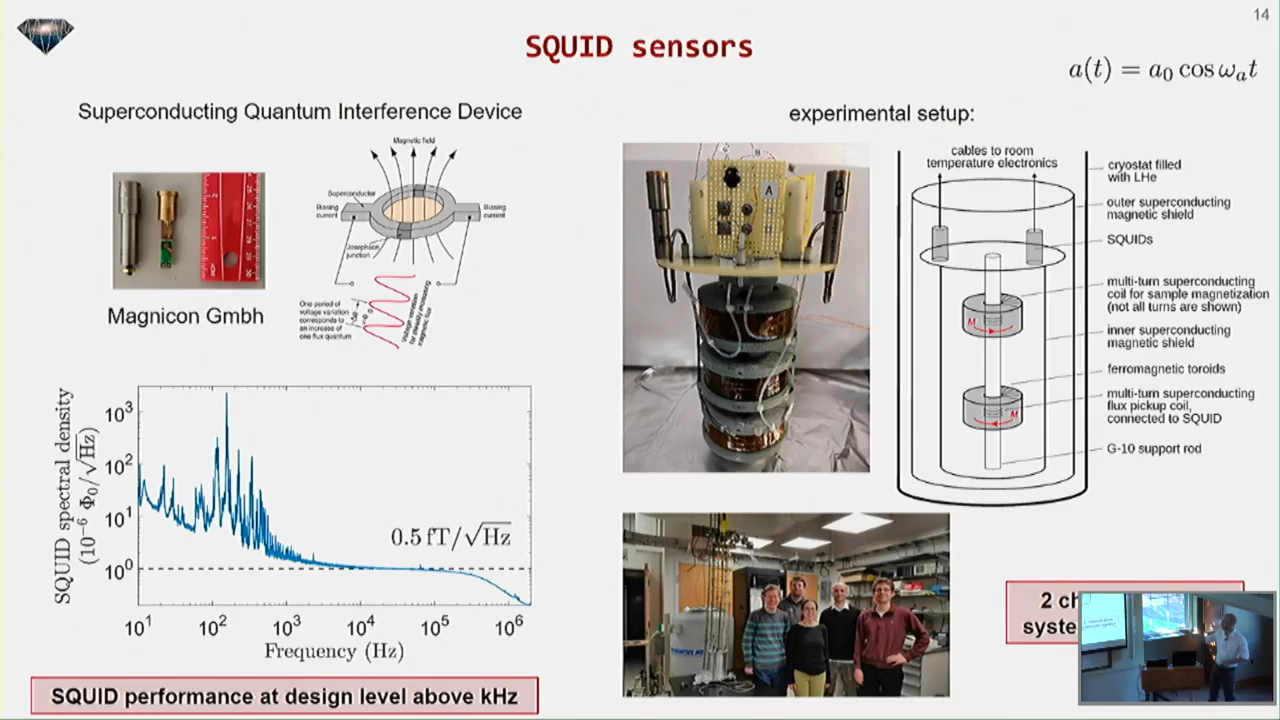 14
SQUID sensors
a(t) = a₀ cos ωₐt
Superconducting Quantum Interference Device
experimental setup:
Magnetic field
Superconductor
Biasing
current
Biasing
current
Josephson
junction
One period of
voltage variation
corresponds to
an increase of
one flux quantum
Magnicon Gmbh
A
cables to room
temperature electronics
cryostat filled
with LHe
outer superconducting
magnetic shield
SQUIDs
multi-turn superconducting
coil for sample magnetization
(not all turns are shown)
M
inner superconducting
magnetic shield
ferromagnetic toroids
multi-turn superconducting
flux pickup coil,
connected to SQUID
M
G-10 support rod
SQUID spectral density
(10⁻⁶ Φ₀/√Hz)
10³
10²
10¹
10⁰
0.5 fT/√Hz
10¹ 10² 10³ 10⁴ 10⁵ 10⁶
Frequency (Hz)
SQUID performance at design level above kHz
2 ch
syste